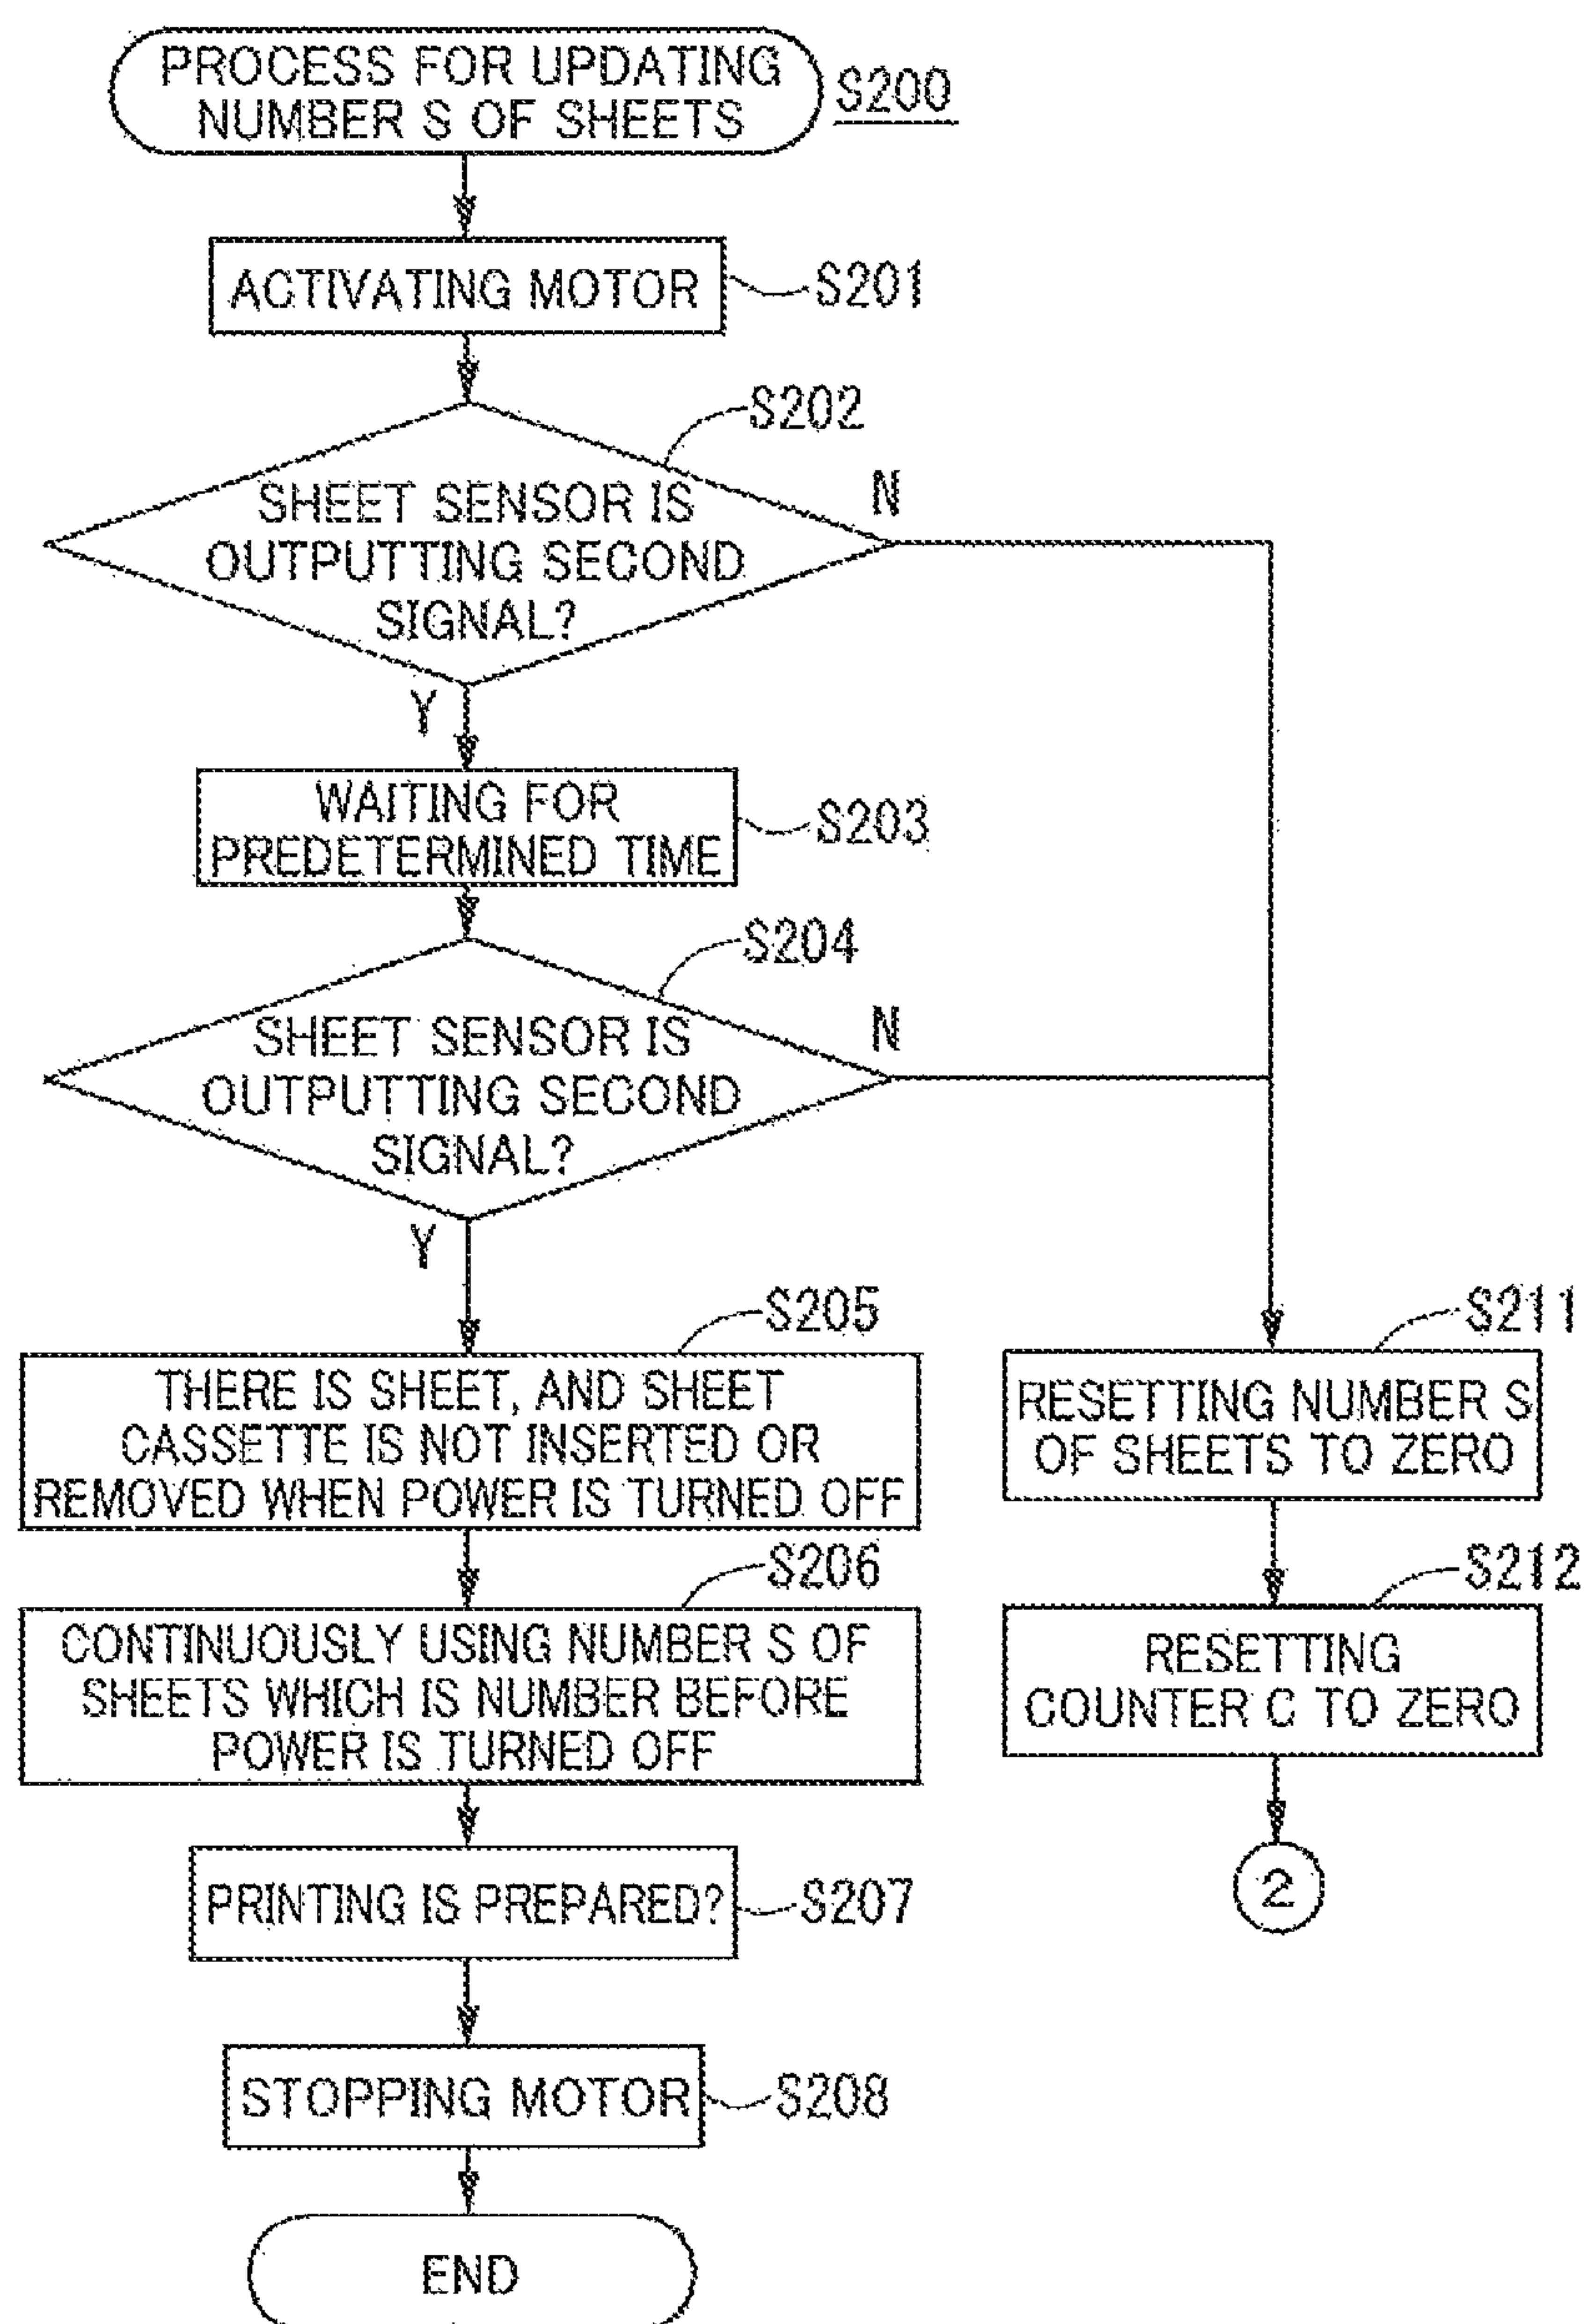 PROCESS FOR UPDATING
NUMBER S OF SHEETS
S200
ACTIVATING MOTOR
S201
S202
SHEET SENSOR IS
OUTPUTTING SECOND
SIGNAL?
N
Y
WAITING FOR
PREDETERMINED TIME
S203
S204
SHEET SENSOR IS
OUTPUTTING SECOND
SIGNAL?
N
Y
S205
THERE IS SHEET, AND SHEET
CASSETTE IS NOT INSERTED OR
REMOVED WHEN POWER IS TURNED OFF
S206
CONTINUOUSLY USING NUMBER S OF
SHEETS WHICH IS NUMBER BEFORE
POWER IS TURNED OFF
PRINTING IS PREPARED?
S207
STOPPING MOTOR
S208
END
S211
RESETTING NUMBER S
OF SHEETS TO ZERO
S212
RESETTING
COUNTER C TO ZERO
2